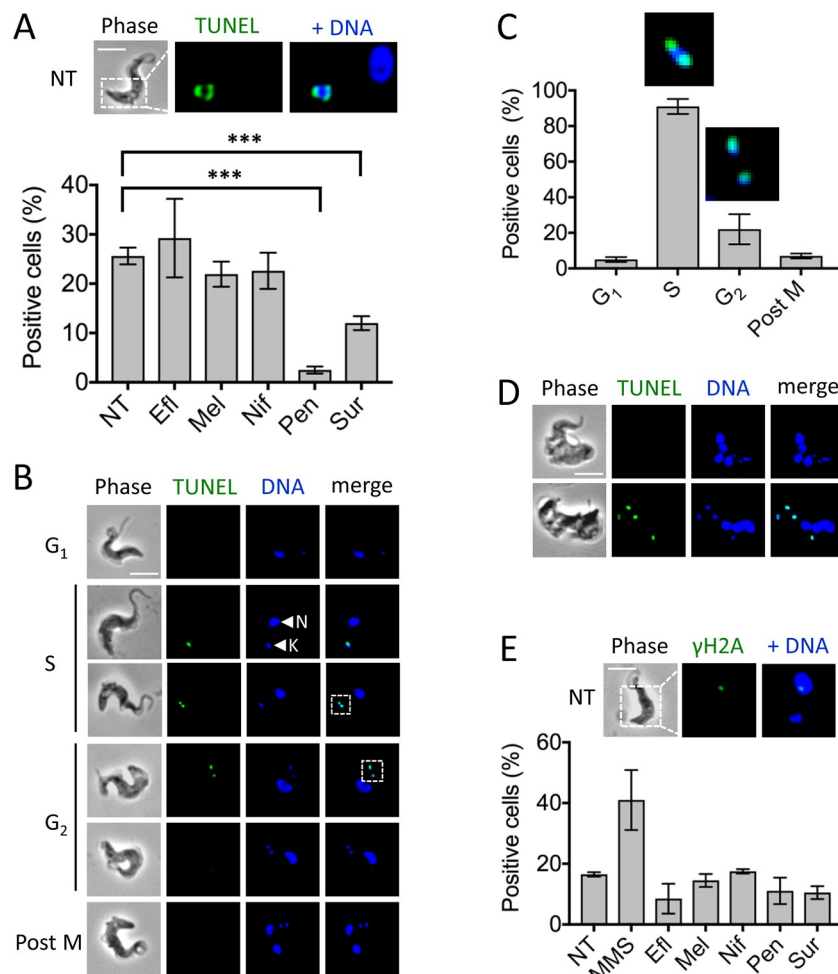 A
Phase TUNEL + DNA
NT
***
***
Positive cells (%)
40
30
20
10
0
NT Efl Mel Nif Pen Sur
B
Phase TUNEL DNA merge
G1
S
N
K
G2
Post M
C
Positive cells (%)
100
80
60
40
20
0
G1 S G2 Post M
D
Phase TUNEL DNA merge
E
Phase γH2A + DNA
NT
Positive cells (%)
60
40
20
0
NT MMS Efl Mel Nif Pen Sur